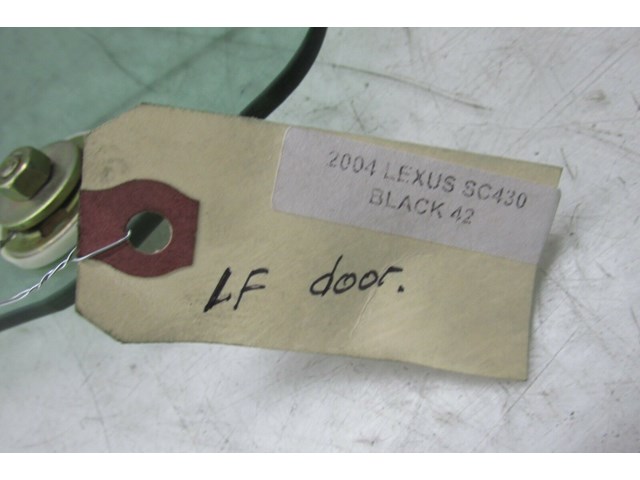 2004 LEXUS SC430
BLACK 42
LF door.